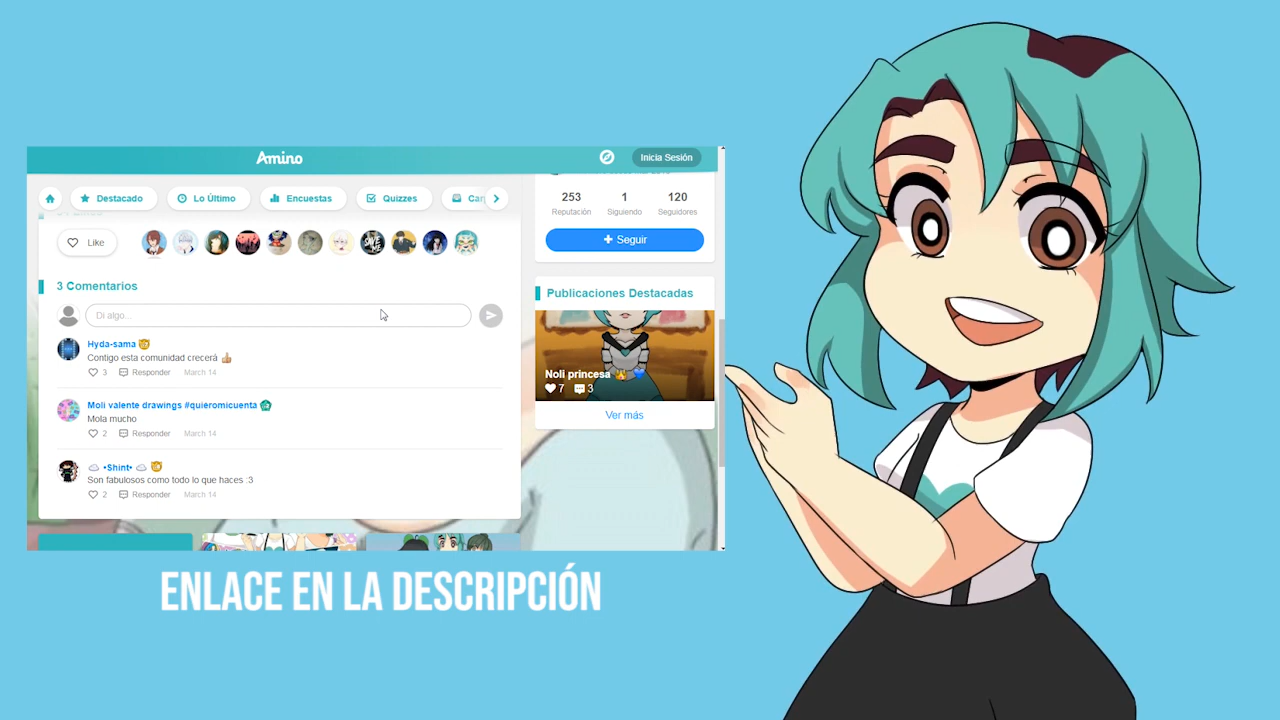 Amino
Inicia Sesión
Destacado
Lo Último
Encuestas
Quizzes
Like
3 Comentarios
Di algo...
Hyda-sama
Contigo esta comunidad crecerá
3 Responder March 14
Moli valente drawings #quieromicuenta
Mola mucho
2 Responder March 14
•Shint•
Son fabulosos como todo lo que haces :3
2 Responder March 14
253 1 120
Reputación Siguiendo Seguidores
+ Seguir
Publicaciones Destacadas
SAVE ME
Noli princesa
7 3
Ver más
ENLACE EN LA DESCRIPCIÓN